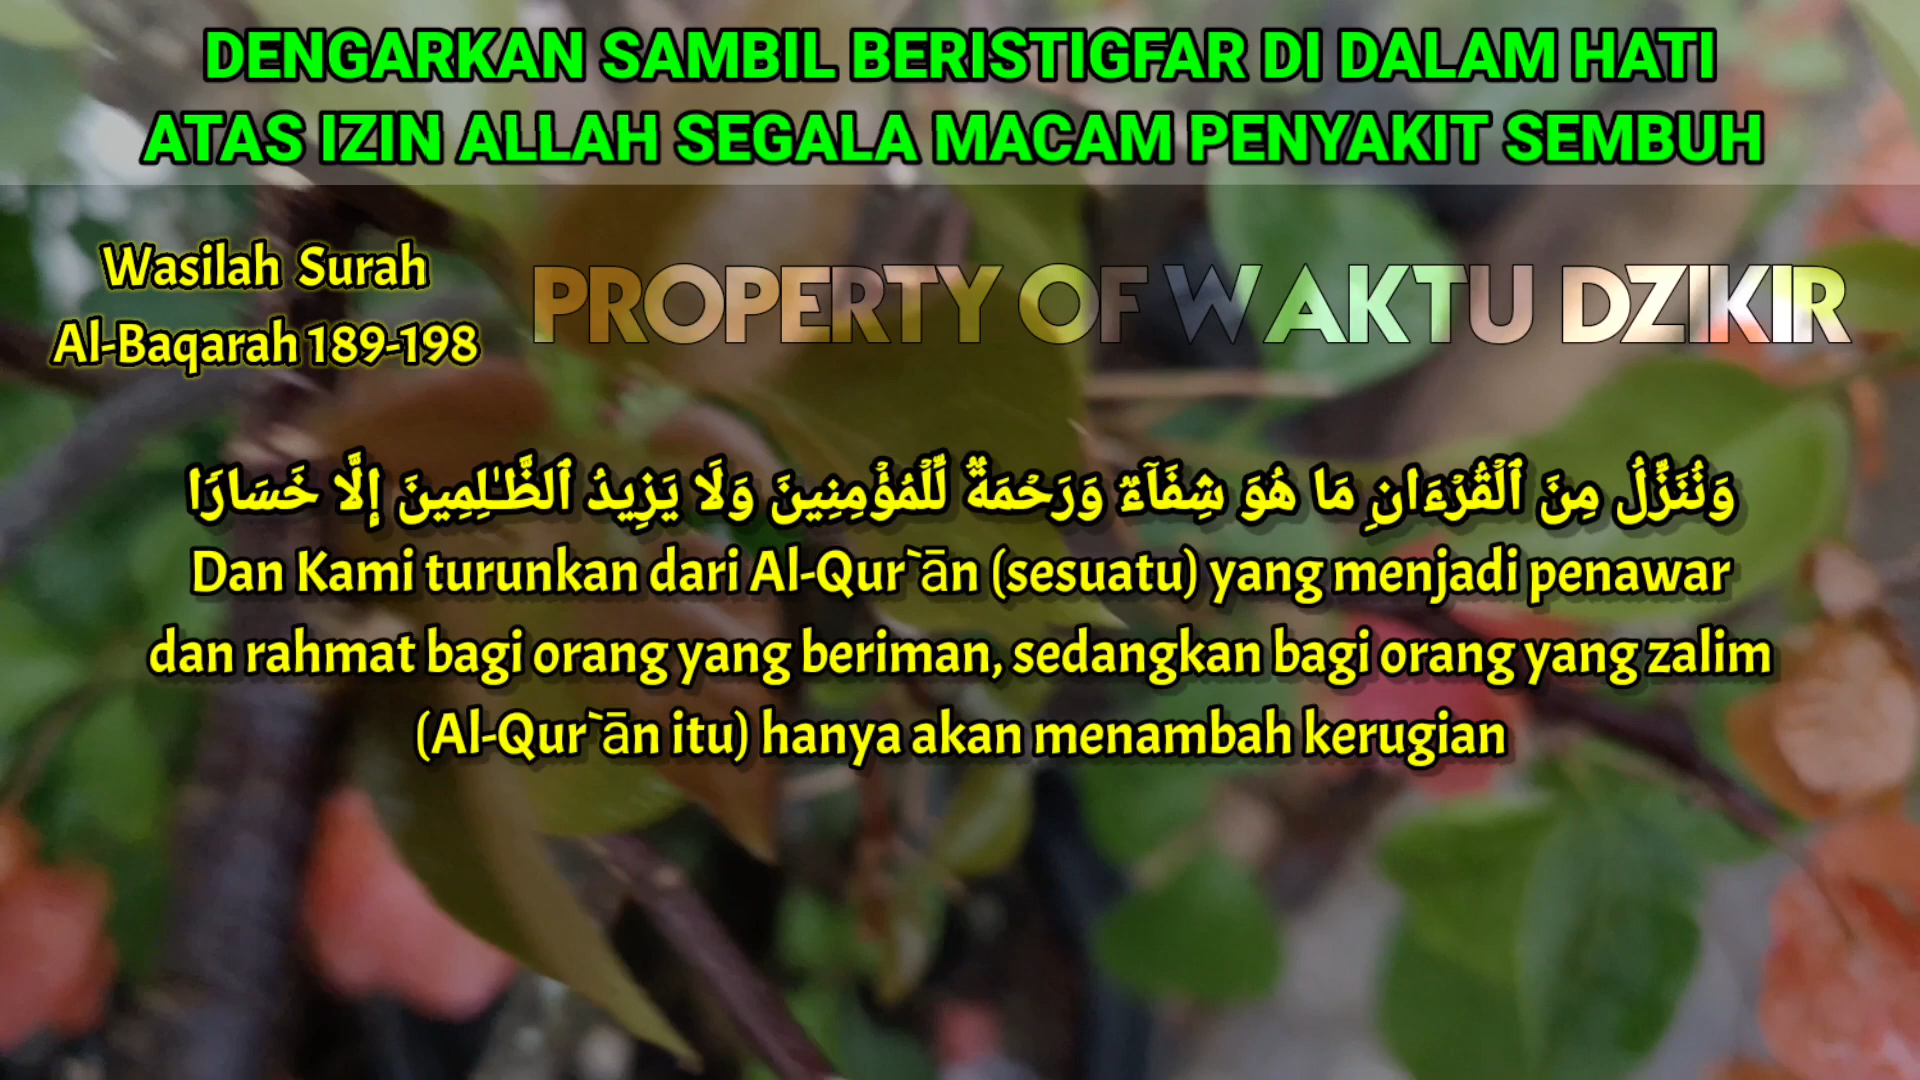 DENGARKAN SAMBIL BERISTIGFAR DI DALAM HATI
ATAS IZIN ALLAH SEGALA MACAM PENYAKIT SEMBUH
Wasilah Surah
Al-Baqarah 189-198
PROPERTY OF WAKTU DZIKIR
وَنُنَزِّلُ مِنَ ٱلْقُرْءَانِ مَا هُوَ شِفَآءٌ وَرَحْمَةٌ لِّلْمُؤْمِنِينَ وَلَا يَزِيدُ ٱلظَّـٰلِمِينَ إِلَّا خَسَارًا
Dan Kami turunkan dari Al-Qur`ān (sesuatu) yang menjadi penawar
dan rahmat bagi orang yang beriman, sedangkan bagi orang yang zalim
(Al-Qur`ān itu) hanya akan menambah kerugian